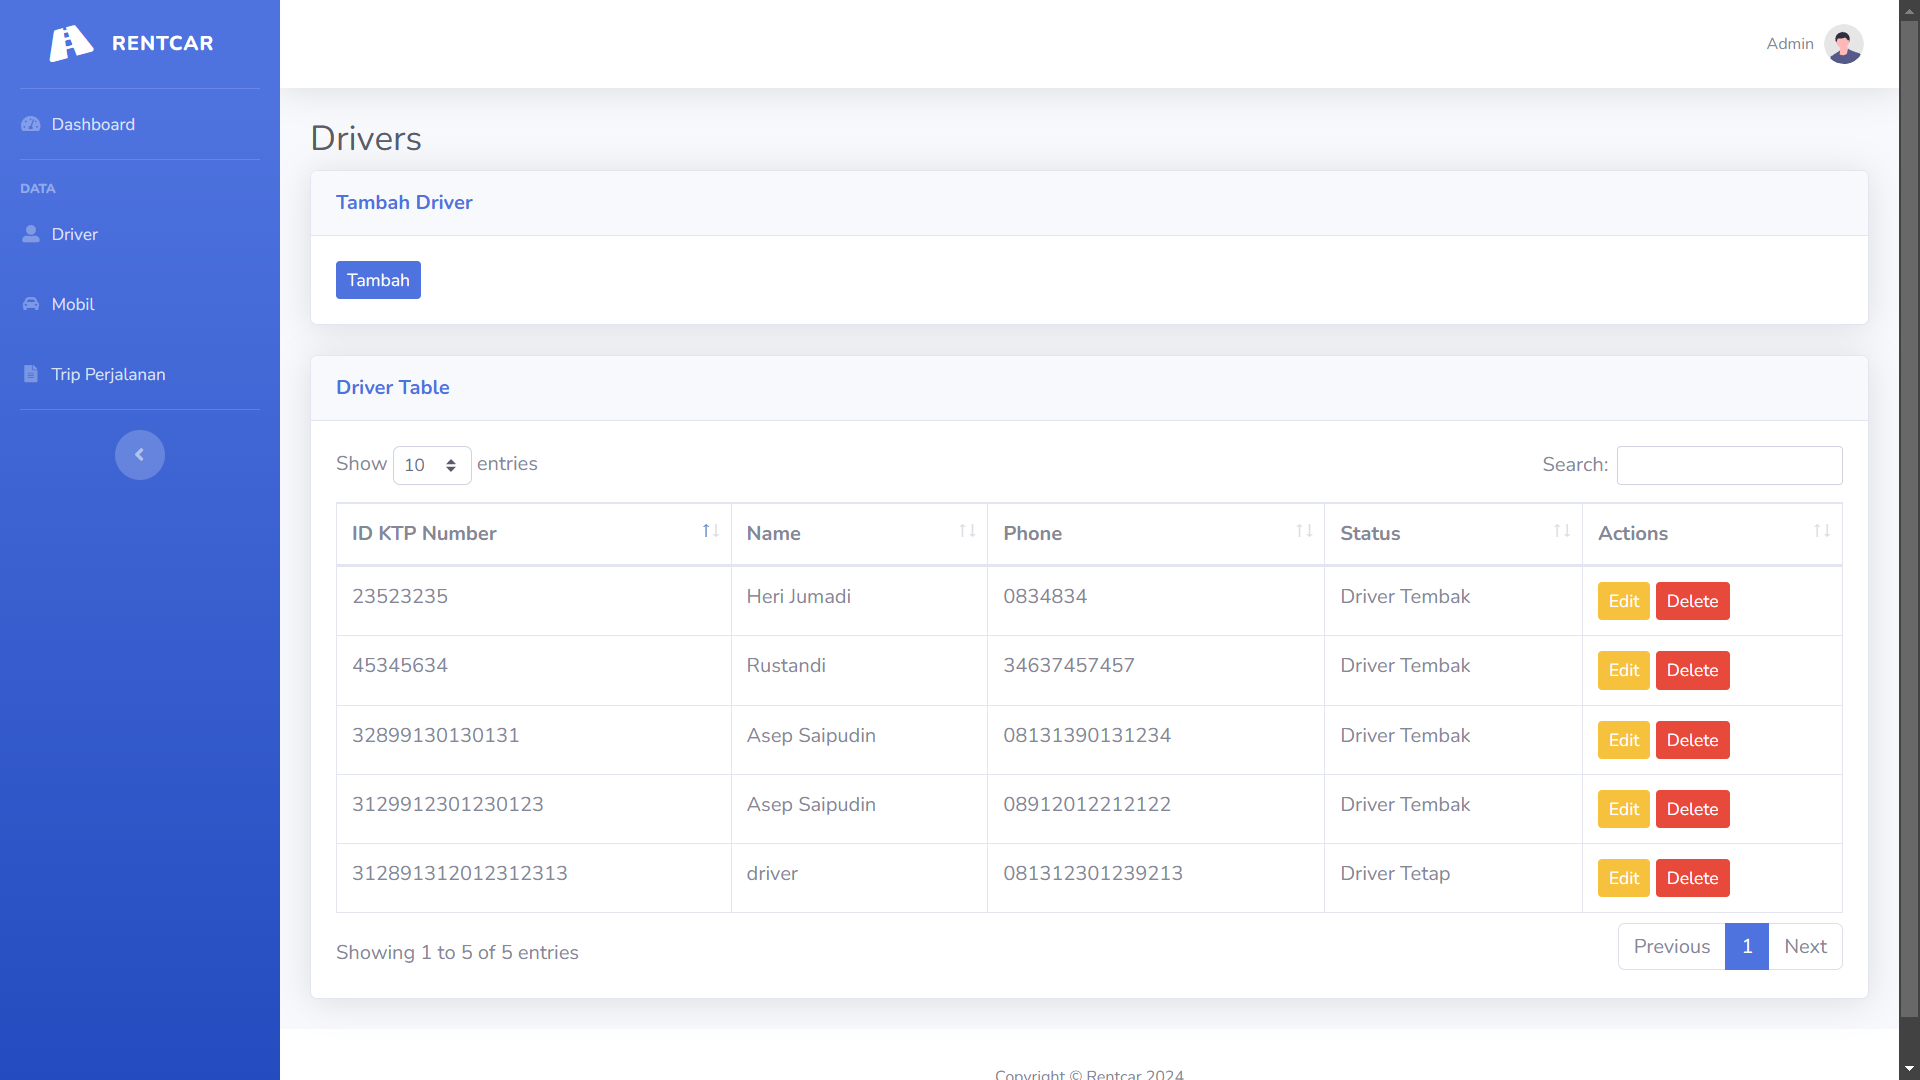 RENTCAR
Admin
Dashboard
DATA
Driver
Mobil
Trip Perjalanan
Drivers
Tambah Driver
Tambah
Driver Table
Show 10 entries
Search:
ID KTP Number Name Phone Status Actions
23523235 Heri Jumadi 0834834 Driver Tembak Edit Delete
45345634 Rustandi 34637457457 Driver Tembak Edit Delete
32899130130131 Asep Saipudin 08131390131234 Driver Tembak Edit Delete
3129912301230123 Asep Saipudin 08912012212122 Driver Tembak Edit Delete
312891312012312313 driver 081312301239213 Driver Tetap Edit Delete
Showing 1 to 5 of 5 entries
Previous 1 Next
Copyright © Rentcar 2024